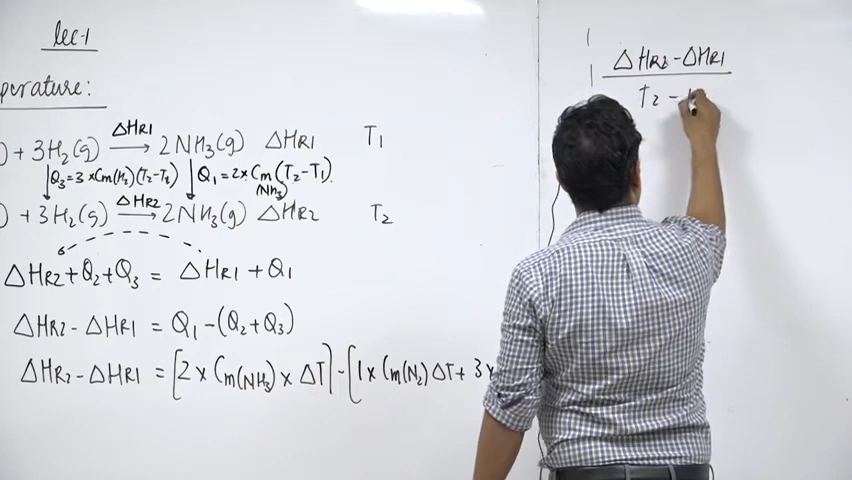 lec-1
perature:
) + 3H₂(g) —ΔHR1→ 2NH₃(g) ΔHR1 T₁
Q₃=3×Cm(H₂)(T₂-T₁) Q₁=2×Cm(NH₃)(T₂-T₁).
) + 3H₂(g) —ΔHR2→ 2NH₃(g) ΔHR2 T₂
ΔHR2+Q₂+Q₃ = ΔHR1+Q₁
ΔHR2-ΔHR1 = Q₁-(Q₂+Q₃)
ΔHR2-ΔHR1 = [2×Cm(NH₃)×ΔT]-[1×Cm(N₂)ΔT+ 3×
ΔHR2-ΔHR1
T₂-